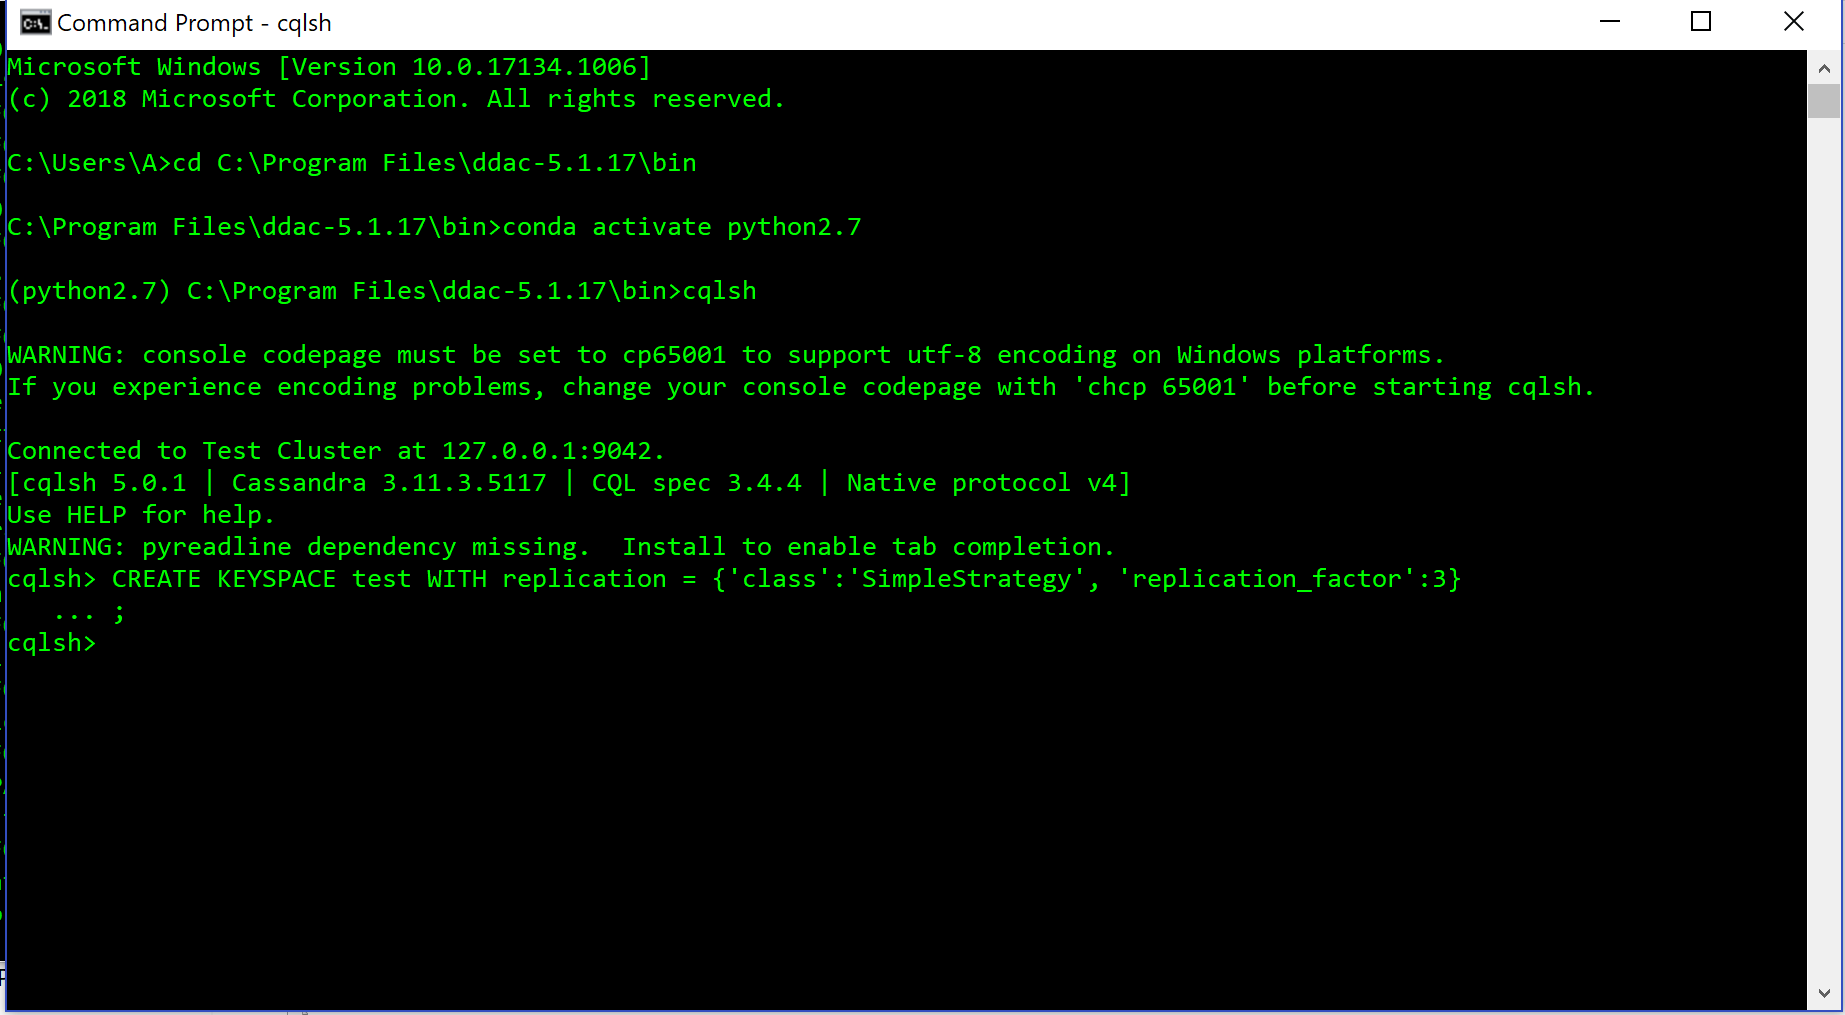 Command Prompt - cqlsh
Microsoft Windows [Version 10.0.17134.1006]
(c) 2018 Microsoft Corporation. All rights reserved.
C:\Users\A>cd C:\Program Files\ddac-5.1.17\bin
C:\Program Files\ddac-5.1.17\bin>conda activate python2.7
(python2.7) C:\Program Files\ddac-5.1.17\bin>cqlsh
WARNING: console codepage must be set to cp65001 to support utf-8 encoding on Windows platforms.
If you experience encoding problems, change your console codepage with 'chcp 65001' before starting cqlsh.
Connected to Test Cluster at 127.0.0.1:9042.
[cqlsh 5.0.1 | Cassandra 3.11.3.5117 | CQL spec 3.4.4 | Native protocol v4]
Use HELP for help.
WARNING: pyreadline dependency missing.  Install to enable tab completion.
cqlsh> CREATE KEYSPACE test WITH replication = {'class':'SimpleStrategy', 'replication_factor':3}
   ... ;
cqlsh>